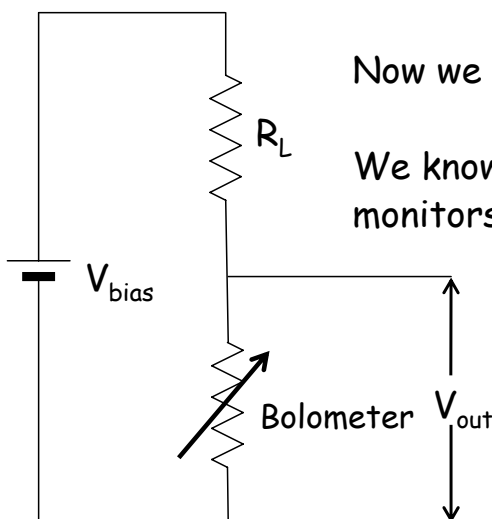 Now we
R_L
We know
monitors
V_bias
Bolometer V_out